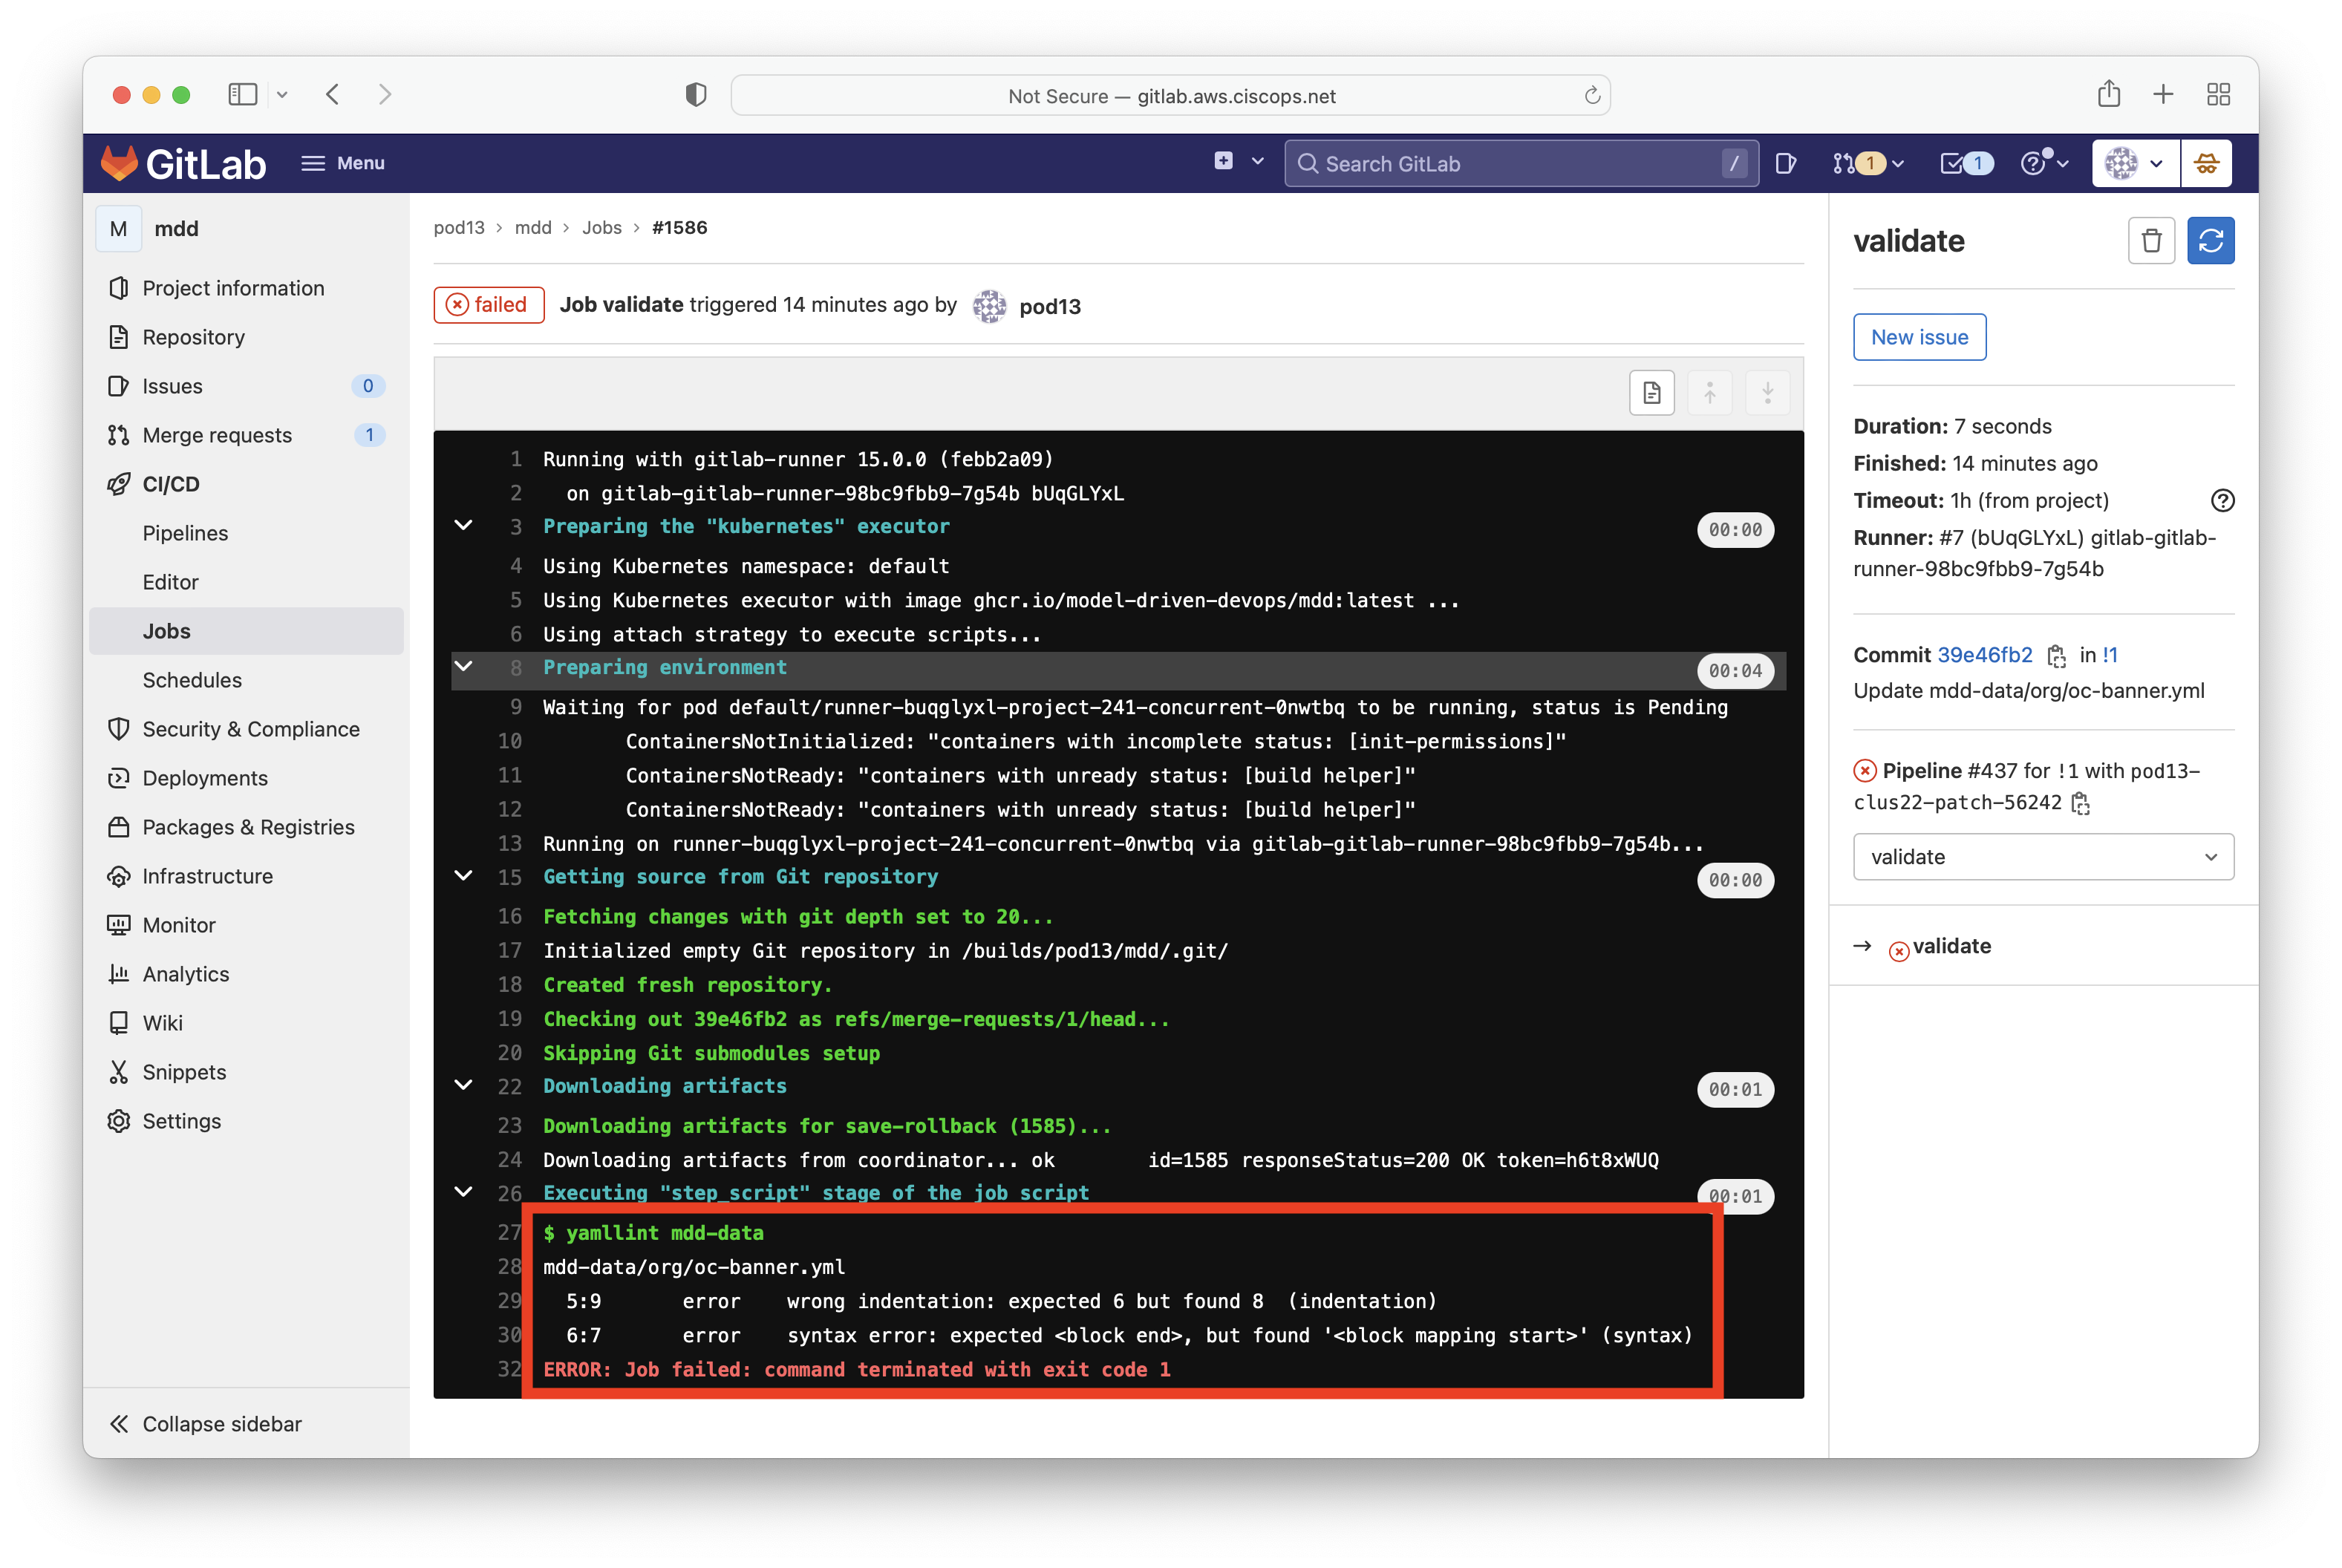 Not Secure — gitlab.aws.ciscops.net
GitLab
Menu
Search GitLab
/
1
1
M
mdd
Project information
Repository
Issues
0
Merge requests
1
CI/CD
Pipelines
Editor
Jobs
Schedules
Security & Compliance
Deployments
Packages & Registries
Infrastructure
Monitor
Analytics
Wiki
Snippets
Settings
Collapse sidebar
pod13 › mdd › Jobs › #1586
failed Job validate triggered 14 minutes ago by pod13
1 Running with gitlab-runner 15.0.0 (febb2a09)
2 on gitlab-gitlab-runner-98bc9fbb9-7g54b bUqGLYxL
3 Preparing the "kubernetes" executor 00:00
4 Using Kubernetes namespace: default
5 Using Kubernetes executor with image ghcr.io/model-driven-devops/mdd:latest ...
6 Using attach strategy to execute scripts...
8 Preparing environment 00:04
9 Waiting for pod default/runner-buqglyxl-project-241-concurrent-0nwtbq to be running, status is Pending
10 ContainersNotInitialized: "containers with incomplete status: [init-permissions]"
11 ContainersNotReady: "containers with unready status: [build helper]"
12 ContainersNotReady: "containers with unready status: [build helper]"
13 Running on runner-buqglyxl-project-241-concurrent-0nwtbq via gitlab-gitlab-runner-98bc9fbb9-7g54b...
15 Getting source from Git repository 00:00
16 Fetching changes with git depth set to 20...
17 Initialized empty Git repository in /builds/pod13/mdd/.git/
18 Created fresh repository.
19 Checking out 39e46fb2 as refs/merge-requests/1/head...
20 Skipping Git submodules setup
22 Downloading artifacts 00:01
23 Downloading artifacts for save-rollback (1585)...
24 Downloading artifacts from coordinator... ok id=1585 responseStatus=200 OK token=h6t8xWUQ
26 Executing "step_script" stage of the job script 00:01
27 $ yamllint mdd-data
28 mdd-data/org/oc-banner.yml
29 5:9 error wrong indentation: expected 6 but found 8 (indentation)
30 6:7 error syntax error: expected <block end>, but found '<block mapping start>' (syntax)
32 ERROR: Job failed: command terminated with exit code 1
validate
New issue
Duration: 7 seconds
Finished: 14 minutes ago
Timeout: 1h (from project)
Runner: #7 (bUqGLYxL) gitlab-gitlab-
runner-98bc9fbb9-7g54b
Commit 39e46fb2 in !1
Update mdd-data/org/oc-banner.yml
Pipeline #437 for !1 with pod13-
clus22-patch-56242
validate
→ validate